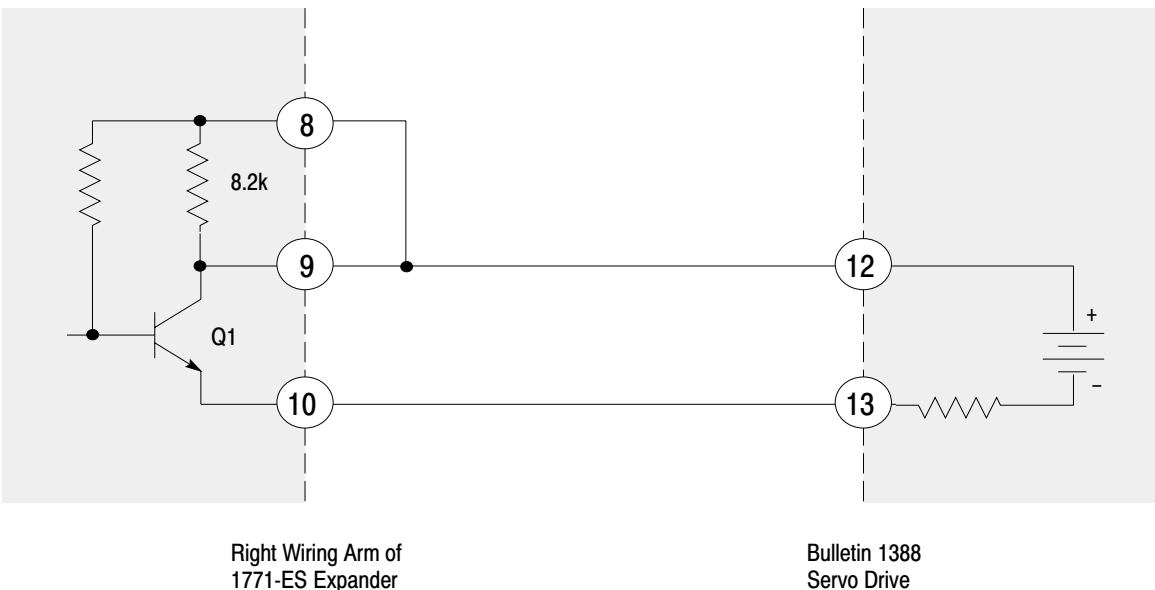 8
8.2k
9
12
Q1
+
10
13
–
Right Wiring Arm of
1771-ES Expander
Bulletin 1388
Servo Drive